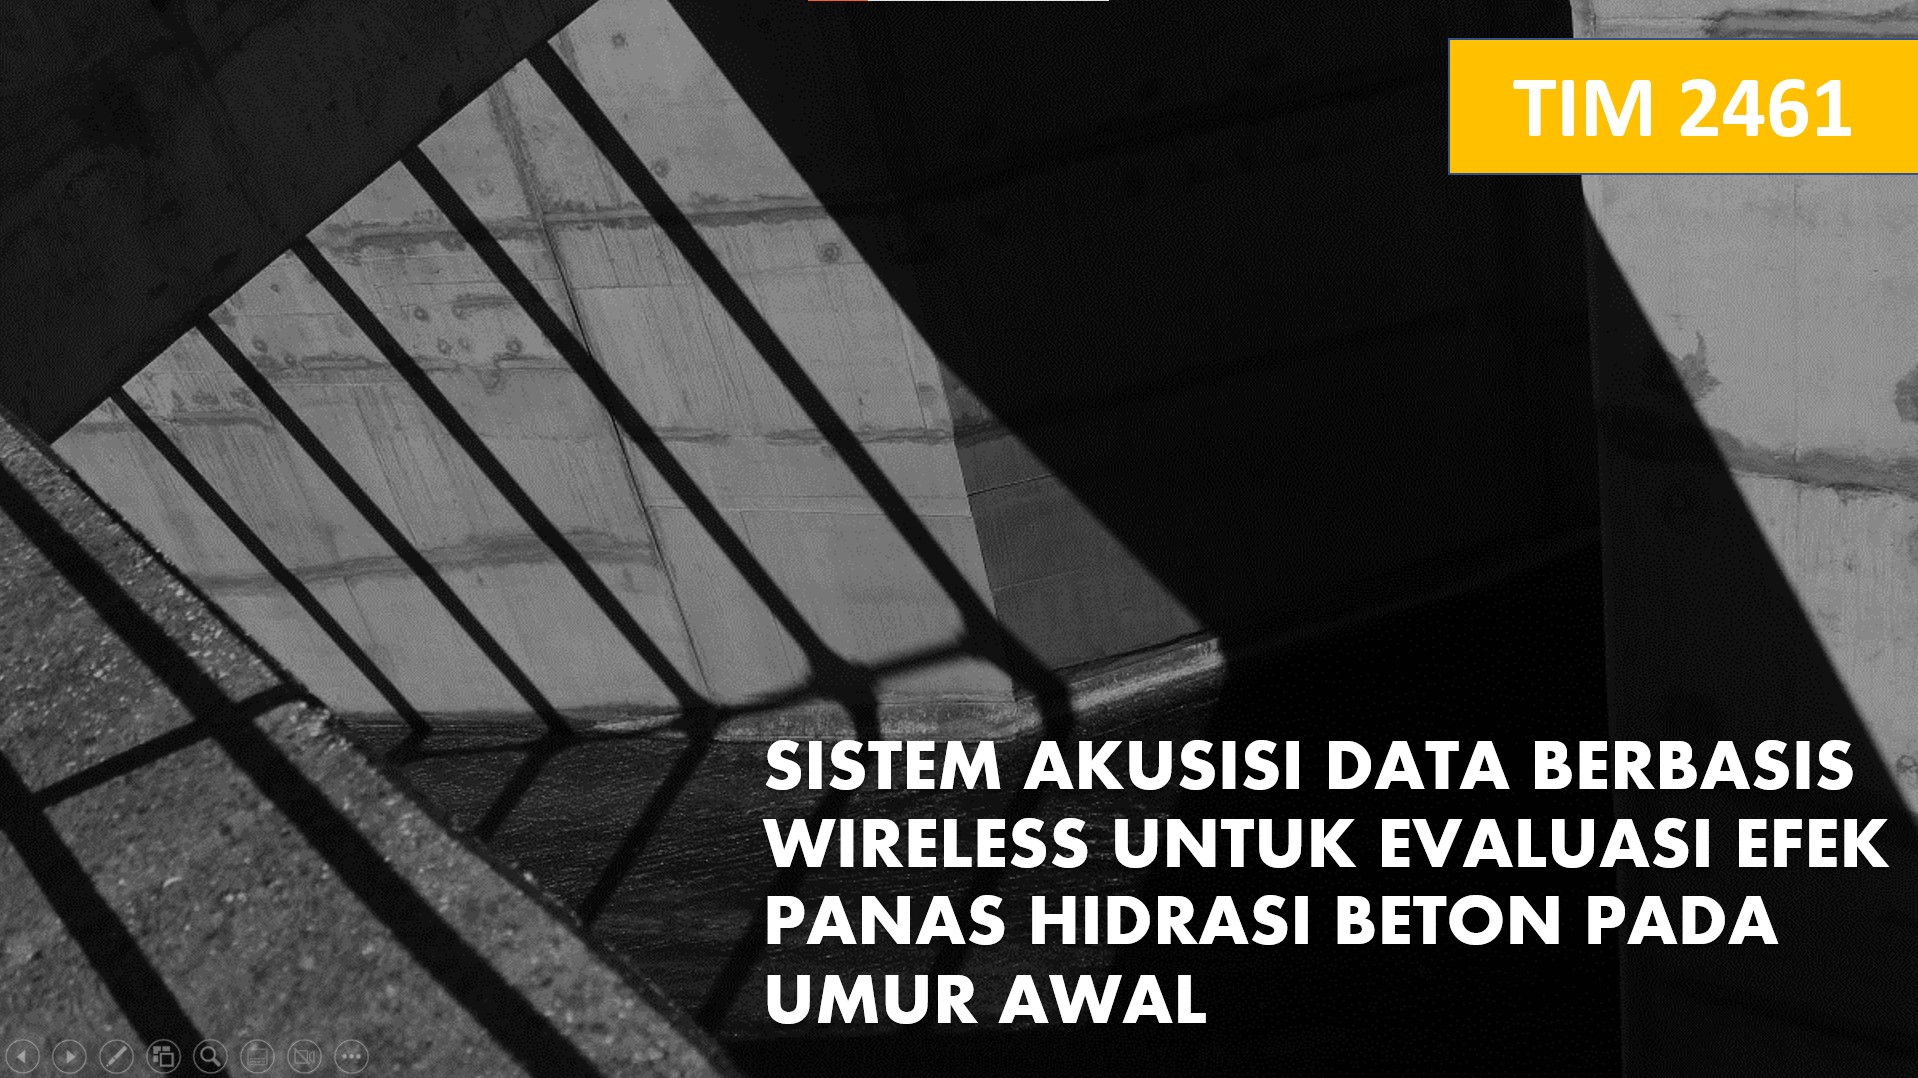 TIM 2461
SISTEM AKUSISI DATA BERBASIS
WIRELESS UNTUK EVALUASI EFEK
PANAS HIDRASI BETON PADA
UMUR AWAL